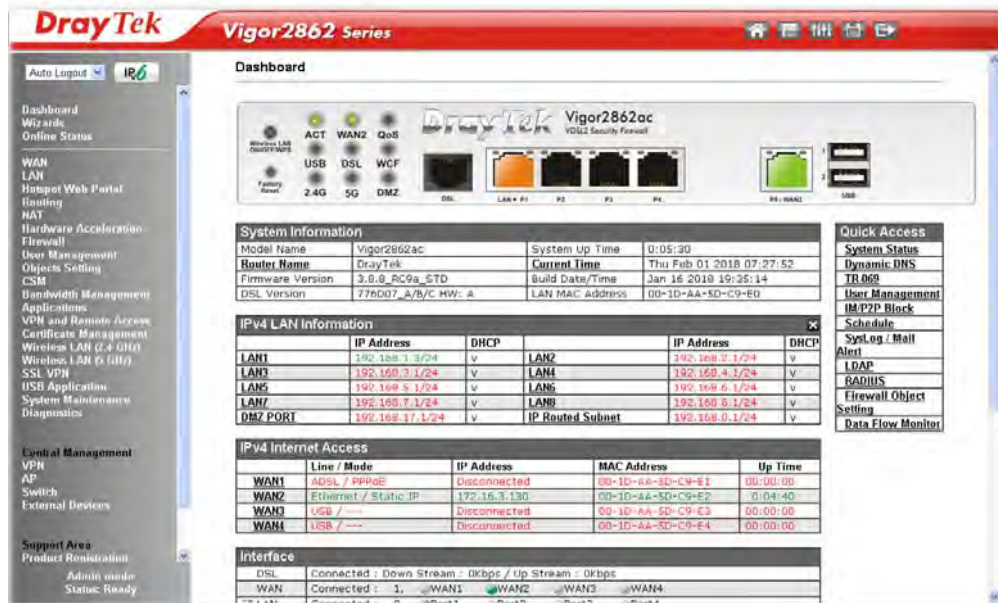 DrayTek
Vigor2862 Series
Auto Logout
IR6
Dashboard
Wizards
Online Status
WAN
LAN
Hotspot Web Portal
Routing
NAT
Hardware Acceleration
Firewall
User Management
Objects Setting
CSM
Bandwidth Management
Applications
VPN and Remote Access
Certificate Management
Wireless LAN (2.4 GHz)
Wireless LAN (5 GHz)
SSL VPN
USB Application
System Maintenance
Diagnostics
Central Management
VPN
AP
Switch
External Devices
Support Area
Product Registration
Admin mode
Status: Ready
Dashboard
DrayTek Vigor2862ac
VDSL2 Security Firewall
Wireless LAN
ON/OFF/WPS
ACT WAN2 QoS
USB DSL WCF
Factory
Reset
2.4G 5G DMZ
DSL LAN P1 P2 P3 P4 P5 / WAN2 USB
1
2
System Information
Model Name Vigor2862ac System Up Time 0:05:30
Router Name DrayTek Current Time Thu Feb 01 2018 07:27:52
Firmware Version 3.8.8_RC9a_STD Build Date/Time Jan 16 2018 19:35:14
DSL Version 776D07_A/B/C HW: A LAN MAC Address 00-1D-AA-5D-C9-E0
IPv4 LAN Information
IP Address DHCP IP Address DHCP
LAN1 192.168.1.3/24 v LAN2 192.168.2.1/24 v
LAN3 192.168.3.1/24 v LAN4 192.168.4.1/24 v
LAN5 192.168.5.1/24 v LAN6 192.168.6.1/24 v
LAN7 192.168.7.1/24 v LAN8 192.168.8.1/24 v
DMZ PORT 192.168.17.1/24 v IP Routed Subnet 192.168.0.1/24 v
IPv4 Internet Access
Line / Mode IP Address MAC Address Up Time
WAN1 ADSL / PPPoE Disconnected 00-1D-AA-5D-C9-E1 00:00:00
WAN2 Ethernet / Static IP 172.16.3.130 00-1D-AA-5D-C9-E2 0:04:40
WAN3 USB / --- Disconnected 00-1D-AA-5D-C9-E3 00:00:00
WAN4 USB / --- Disconnected 00-1D-AA-5D-C9-E4 00:00:00
Interface
DSL Connected : Down Stream : 0Kbps / Up Stream : 0Kbps
WAN Connected : 1, WAN1 WAN2 WAN3 WAN4
Quick Access
System Status
Dynamic DNS
TR-069
User Management
IM/P2P Block
Schedule
SysLog / Mail
Alert
LDAP
RADIUS
Firewall Object
Setting
Data Flow Monitor